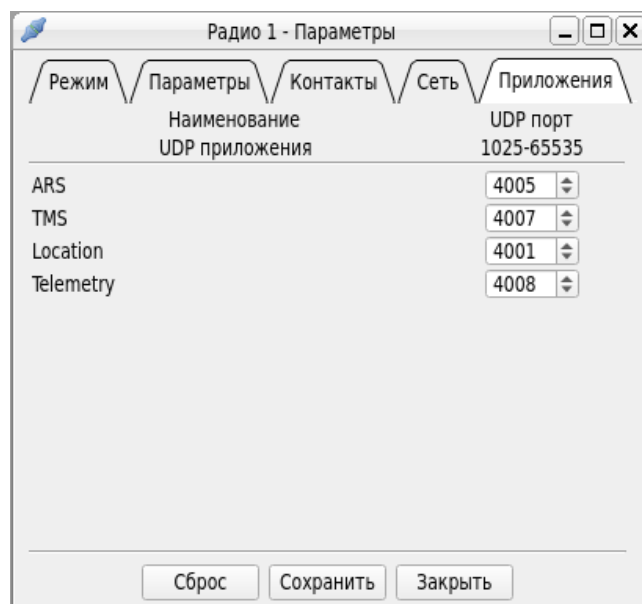 Радио 1 - Параметры
Режим Параметры Контакты Сеть Приложения
Наименование UDP порт
UDP приложения 1025-65535
ARS 4005
TMS 4007
Location 4001
Telemetry 4008
Сброс Сохранить Закрыть